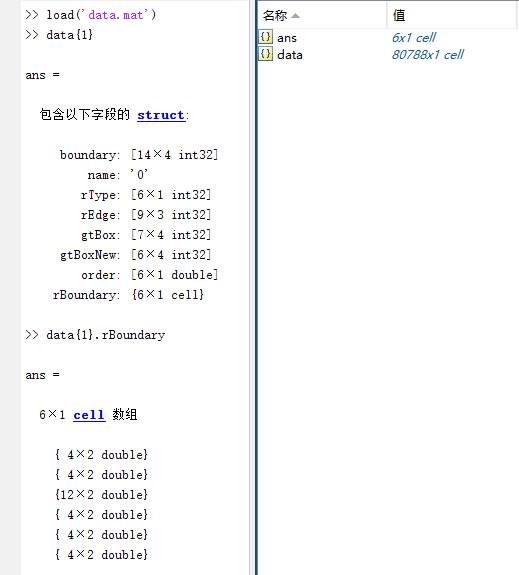 >> load('data.mat')
>> data{1}
ans =
包含以下字段的 struct:
boundary: [14×4 int32]
name: '0'
rType: [6×1 int32]
rEdge: [9×3 int32]
gtBox: [7×4 int32]
gtBoxNew: [6×4 int32]
order: [6×1 double]
rBoundary: {6×1 cell}
>> data{1}.rBoundary
ans =
6×1 cell 数组
{ 4×2 double}
{ 4×2 double}
{12×2 double}
{ 4×2 double}
{ 4×2 double}
{ 4×2 double}
名称 值
ans 6x1 cell
data 80788x1 cell